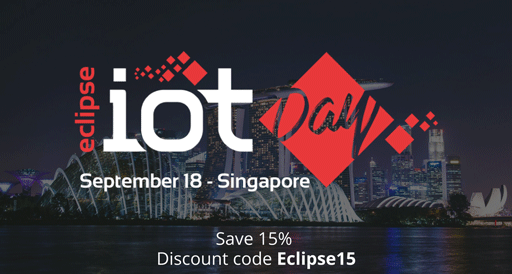 eclipse
iot Day
September 18 - Singapore
Save 15%
Discount code Eclipse15